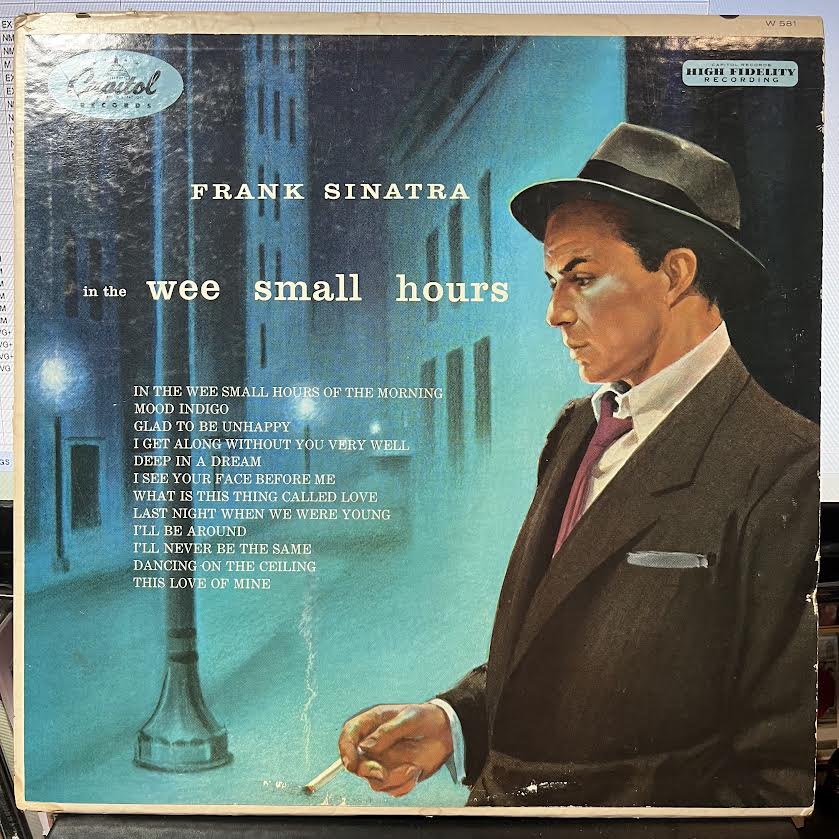 W 581
Capitol
RECORDS
CAPITOL RECORDS
HIGH FIDELITY
RECORDING
FRANK SINATRA
in the wee small hours
IN THE WEE SMALL HOURS OF THE MORNING
MOOD INDIGO
GLAD TO BE UNHAPPY
I GET ALONG WITHOUT YOU VERY WELL
DEEP IN A DREAM
I SEE YOUR FACE BEFORE ME
WHAT IS THIS THING CALLED LOVE
LAST NIGHT WHEN WE WERE YOUNG
I'LL BE AROUND
I'LL NEVER BE THE SAME
DANCING ON THE CEILING
THIS LOVE OF MINE